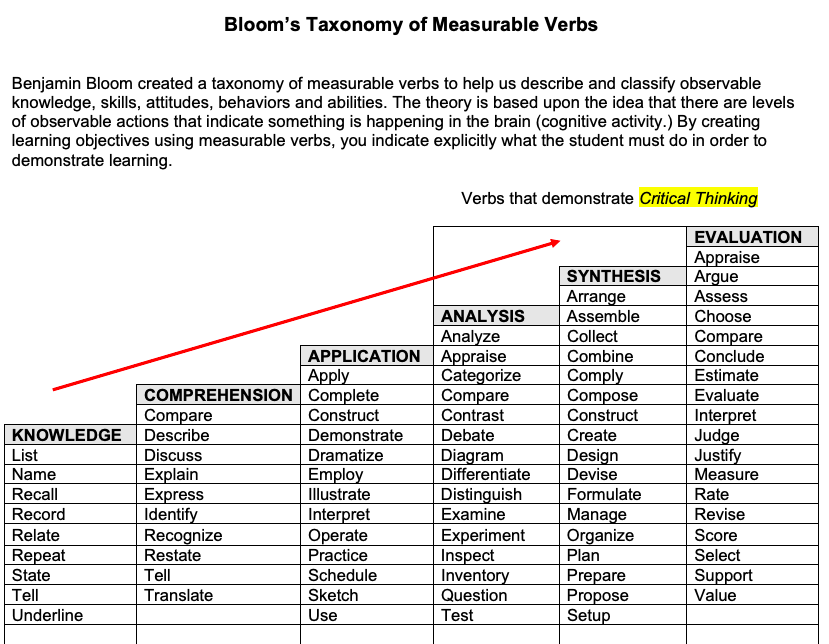 Bloom's Taxonomy of Measurable Verbs
Benjamin Bloom created a taxonomy of measurable verbs to help us describe and classify observable
knowledge, skills, attitudes, behaviors and abilities. The theory is based upon the idea that there are levels
of observable actions that indicate something is happening in the brain (cognitive activity.) By creating
learning objectives using measurable verbs, you indicate explicitly what the student must do in order to
demonstrate learning.
Verbs that demonstrate Critical Thinking
EVALUATION
Appraise
SYNTHESIS Argue
Arrange Assess
ANALYSIS Assemble Choose
Analyze Collect Compare
APPLICATION Appraise Combine Conclude
Apply Categorize Comply Estimate
COMPREHENSION Complete Compare Compose Evaluate
Compare Construct Contrast Construct Interpret
KNOWLEDGE Describe Demonstrate Debate Create Judge
List Discuss Dramatize Diagram Design Justify
Name Explain Employ Differentiate Devise Measure
Recall Express Illustrate Distinguish Formulate Rate
Record Identify Interpret Examine Manage Revise
Relate Recognize Operate Experiment Organize Score
Repeat Restate Practice Inspect Plan Select
State Tell Schedule Inventory Prepare Support
Tell Translate Sketch Question Propose Value
Underline Use Test Setup